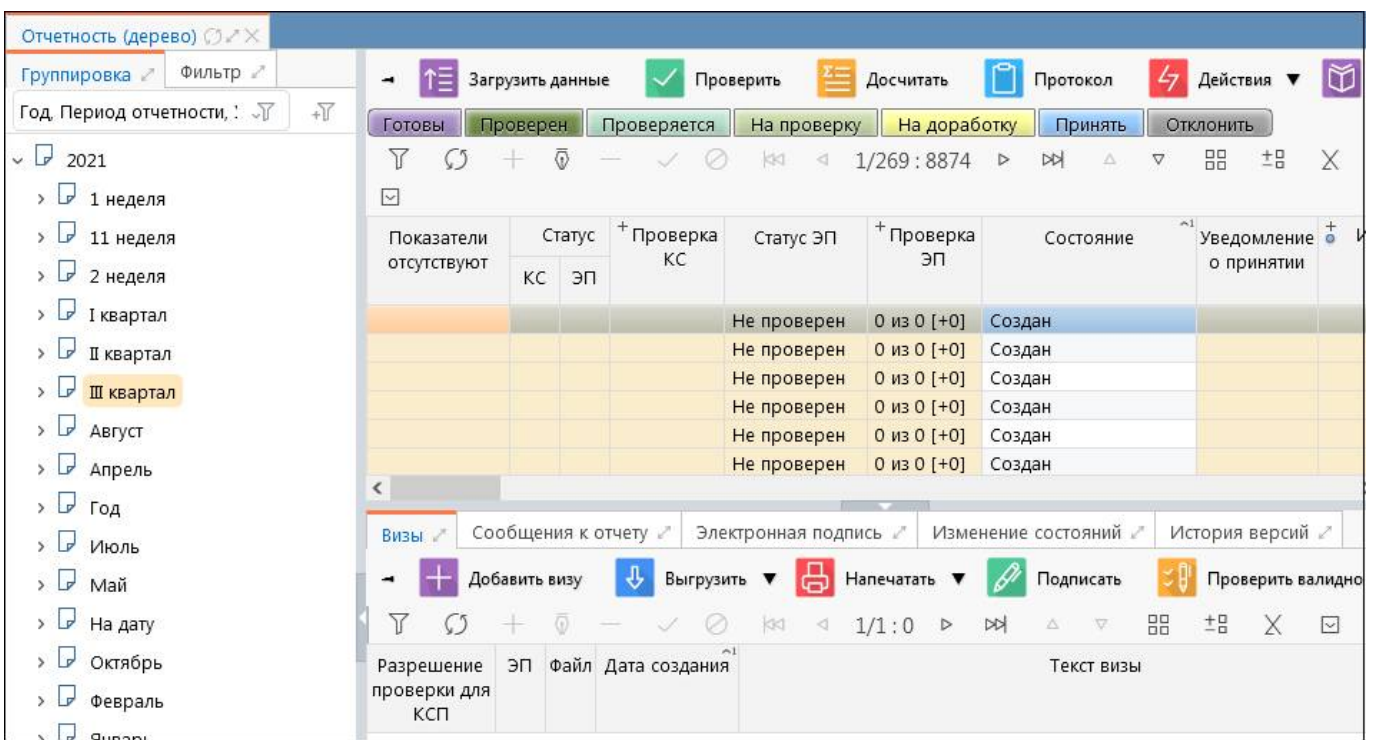 Отчетность (дерево)
Группировка Фильтр
Год, Период отчетности,
2021
1 неделя
11 неделя
2 неделя
I квартал
II квартал
III квартал
Август
Апрель
Год
Июль
Май
На дату
Октябрь
Февраль
Январь
Загрузить данные Проверить Досчитать Протокол Действия
Готовы Проверен Проверяется На проверку На доработку Принять Отклонить
1/269 : 8874
Показатели отсутствуют Статус КС ЭП Проверка КС Статус ЭП Проверка ЭП Состояние Уведомление о принятии И
Не проверен 0 из 0 [+0] Создан
Не проверен 0 из 0 [+0] Создан
Не проверен 0 из 0 [+0] Создан
Не проверен 0 из 0 [+0] Создан
Не проверен 0 из 0 [+0] Создан
Не проверен 0 из 0 [+0] Создан
Визы Сообщения к отчету Электронная подпись Изменение состояний История версий
Добавить визу Выгрузить Напечатать Подписать Проверить валидно
1/1 : 0
Разрешение проверки для КСП ЭП Файл Дата создания Текст визы